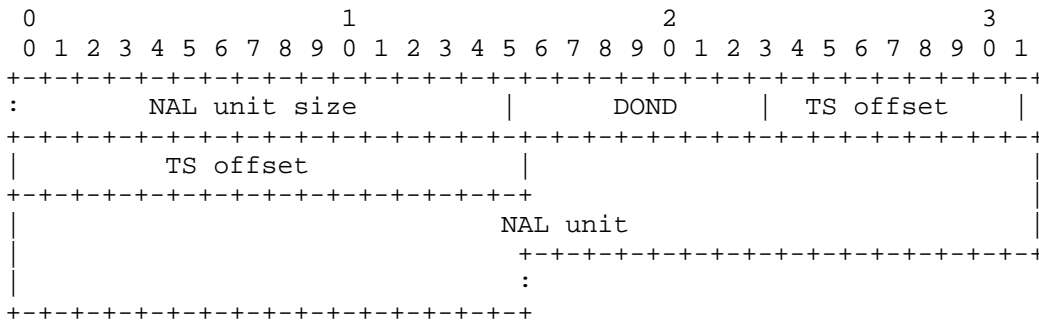 0                   1                   2                   3
 0 1 2 3 4 5 6 7 8 9 0 1 2 3 4 5 6 7 8 9 0 1 2 3 4 5 6 7 8 9 0 1
+-+-+-+-+-+-+-+-+-+-+-+-+-+-+-+-+-+-+-+-+-+-+-+-+-+-+-+-+-+-+-+-+
:        NAL unit size         |      DOND     |  TS offset    |
+-+-+-+-+-+-+-+-+-+-+-+-+-+-+-+-+-+-+-+-+-+-+-+-+-+-+-+-+-+-+-+-+
|         TS offset             |                               |
+-+-+-+-+-+-+-+-+-+-+-+-+-+-+-+-+                               |
|                              NAL unit                         |
|                               +-+-+-+-+-+-+-+-+-+-+-+-+-+-+-+-+
|                               :
+-+-+-+-+-+-+-+-+-+-+-+-+-+-+-+-+